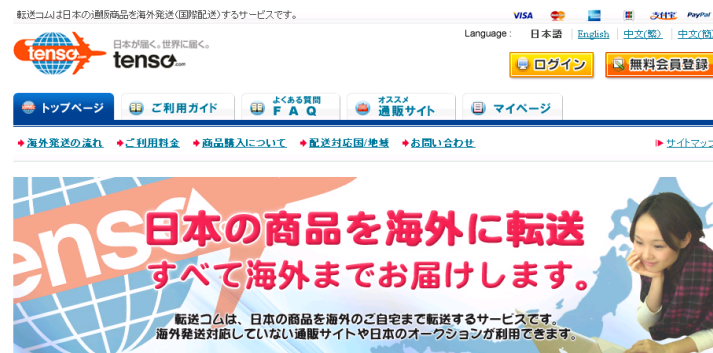 転送コムは日本の通販商品を海外発送(国際配送)するサービスです。
VISA PayPal
Language : 日本語 English 中文(繁) 中文(简
tenso.com
日本が届く。世界に届く。
tenso.com
ログイン 無料会員登録
トップページ ご利用ガイド よくある質問 FAQ オススメ 通販サイト マイページ
海外発送の流れ ご利用料金 商品購入について 配送対応国/地域 お問い合わせ サイトマップ
tenso
日本の商品を海外に転送
すべて海外までお届けします。
転送コムは、日本の商品を海外のご自宅まで転送するサービスです。
海外発送対応していない通販サイトや日本のオークションが利用できます。